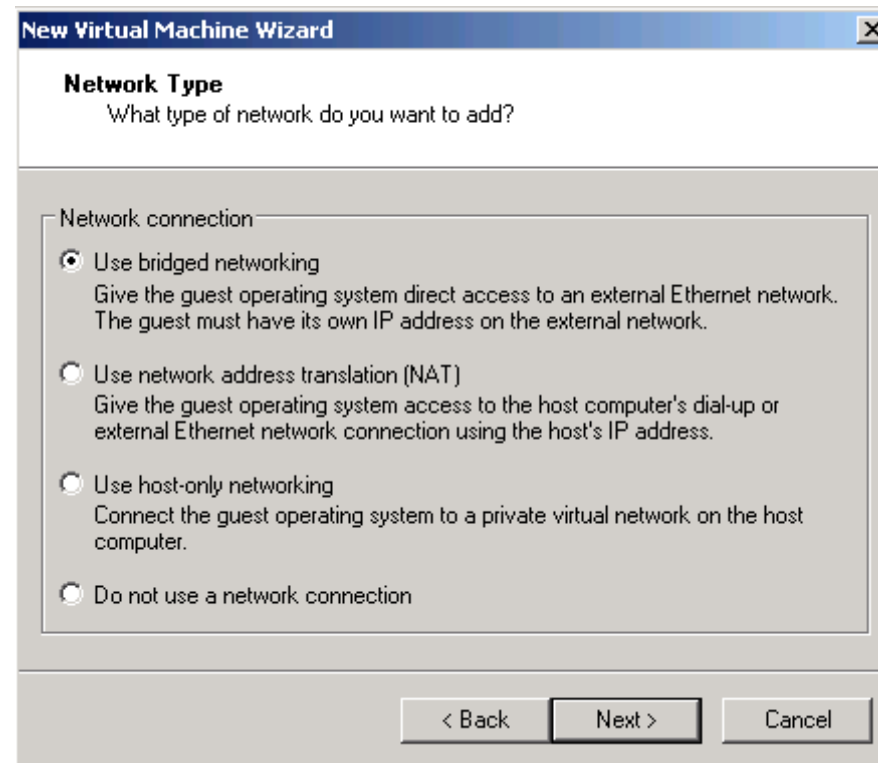 New Virtual Machine Wizard
Network Type
What type of network do you want to add?
Network connection
Use bridged networking
Give the guest operating system direct access to an external Ethernet network.
The guest must have its own IP address on the external network.
Use network address translation (NAT)
Give the guest operating system access to the host computer's dial-up or
external Ethernet network connection using the host's IP address.
Use host-only networking
Connect the guest operating system to a private virtual network on the host
computer.
Do not use a network connection
< Back Next > Cancel